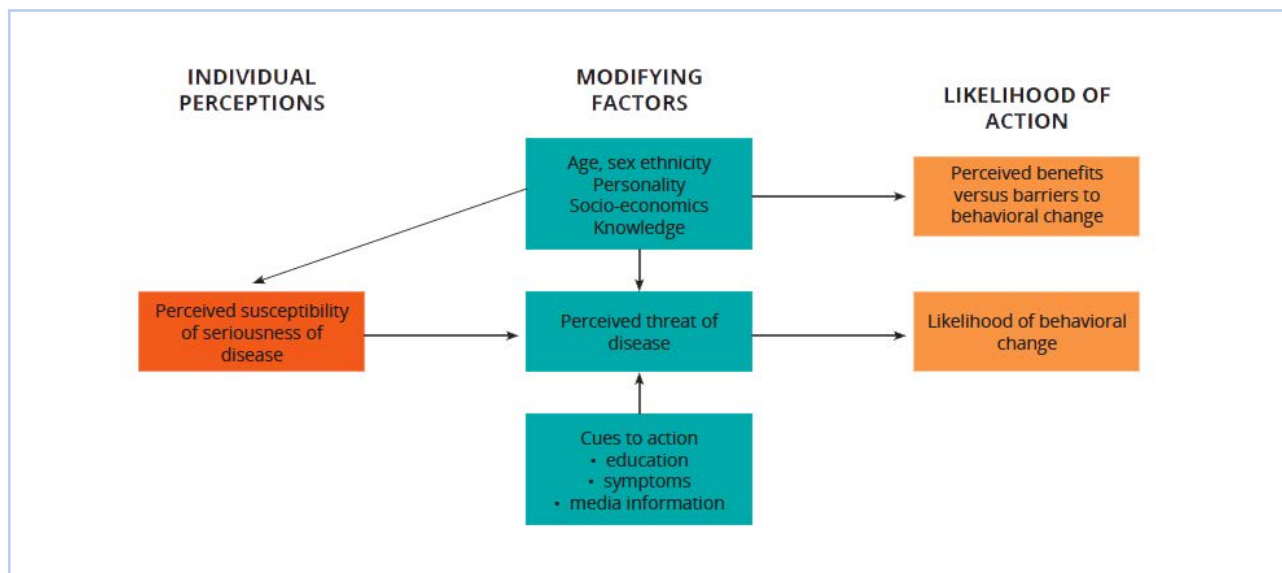 INDIVIDUAL
PERCEPTIONS
MODIFYING
FACTORS
LIKELIHOOD OF
ACTION
Age, sex ethnicity
Personality
Socio-economics
Knowledge
Perceived benefits
versus barriers to
behavioral change
Perceived susceptibility
of seriousness of
disease
Perceived threat of
disease
Likelihood of behavioral
change
Cues to action
• education
• symptoms
• media information